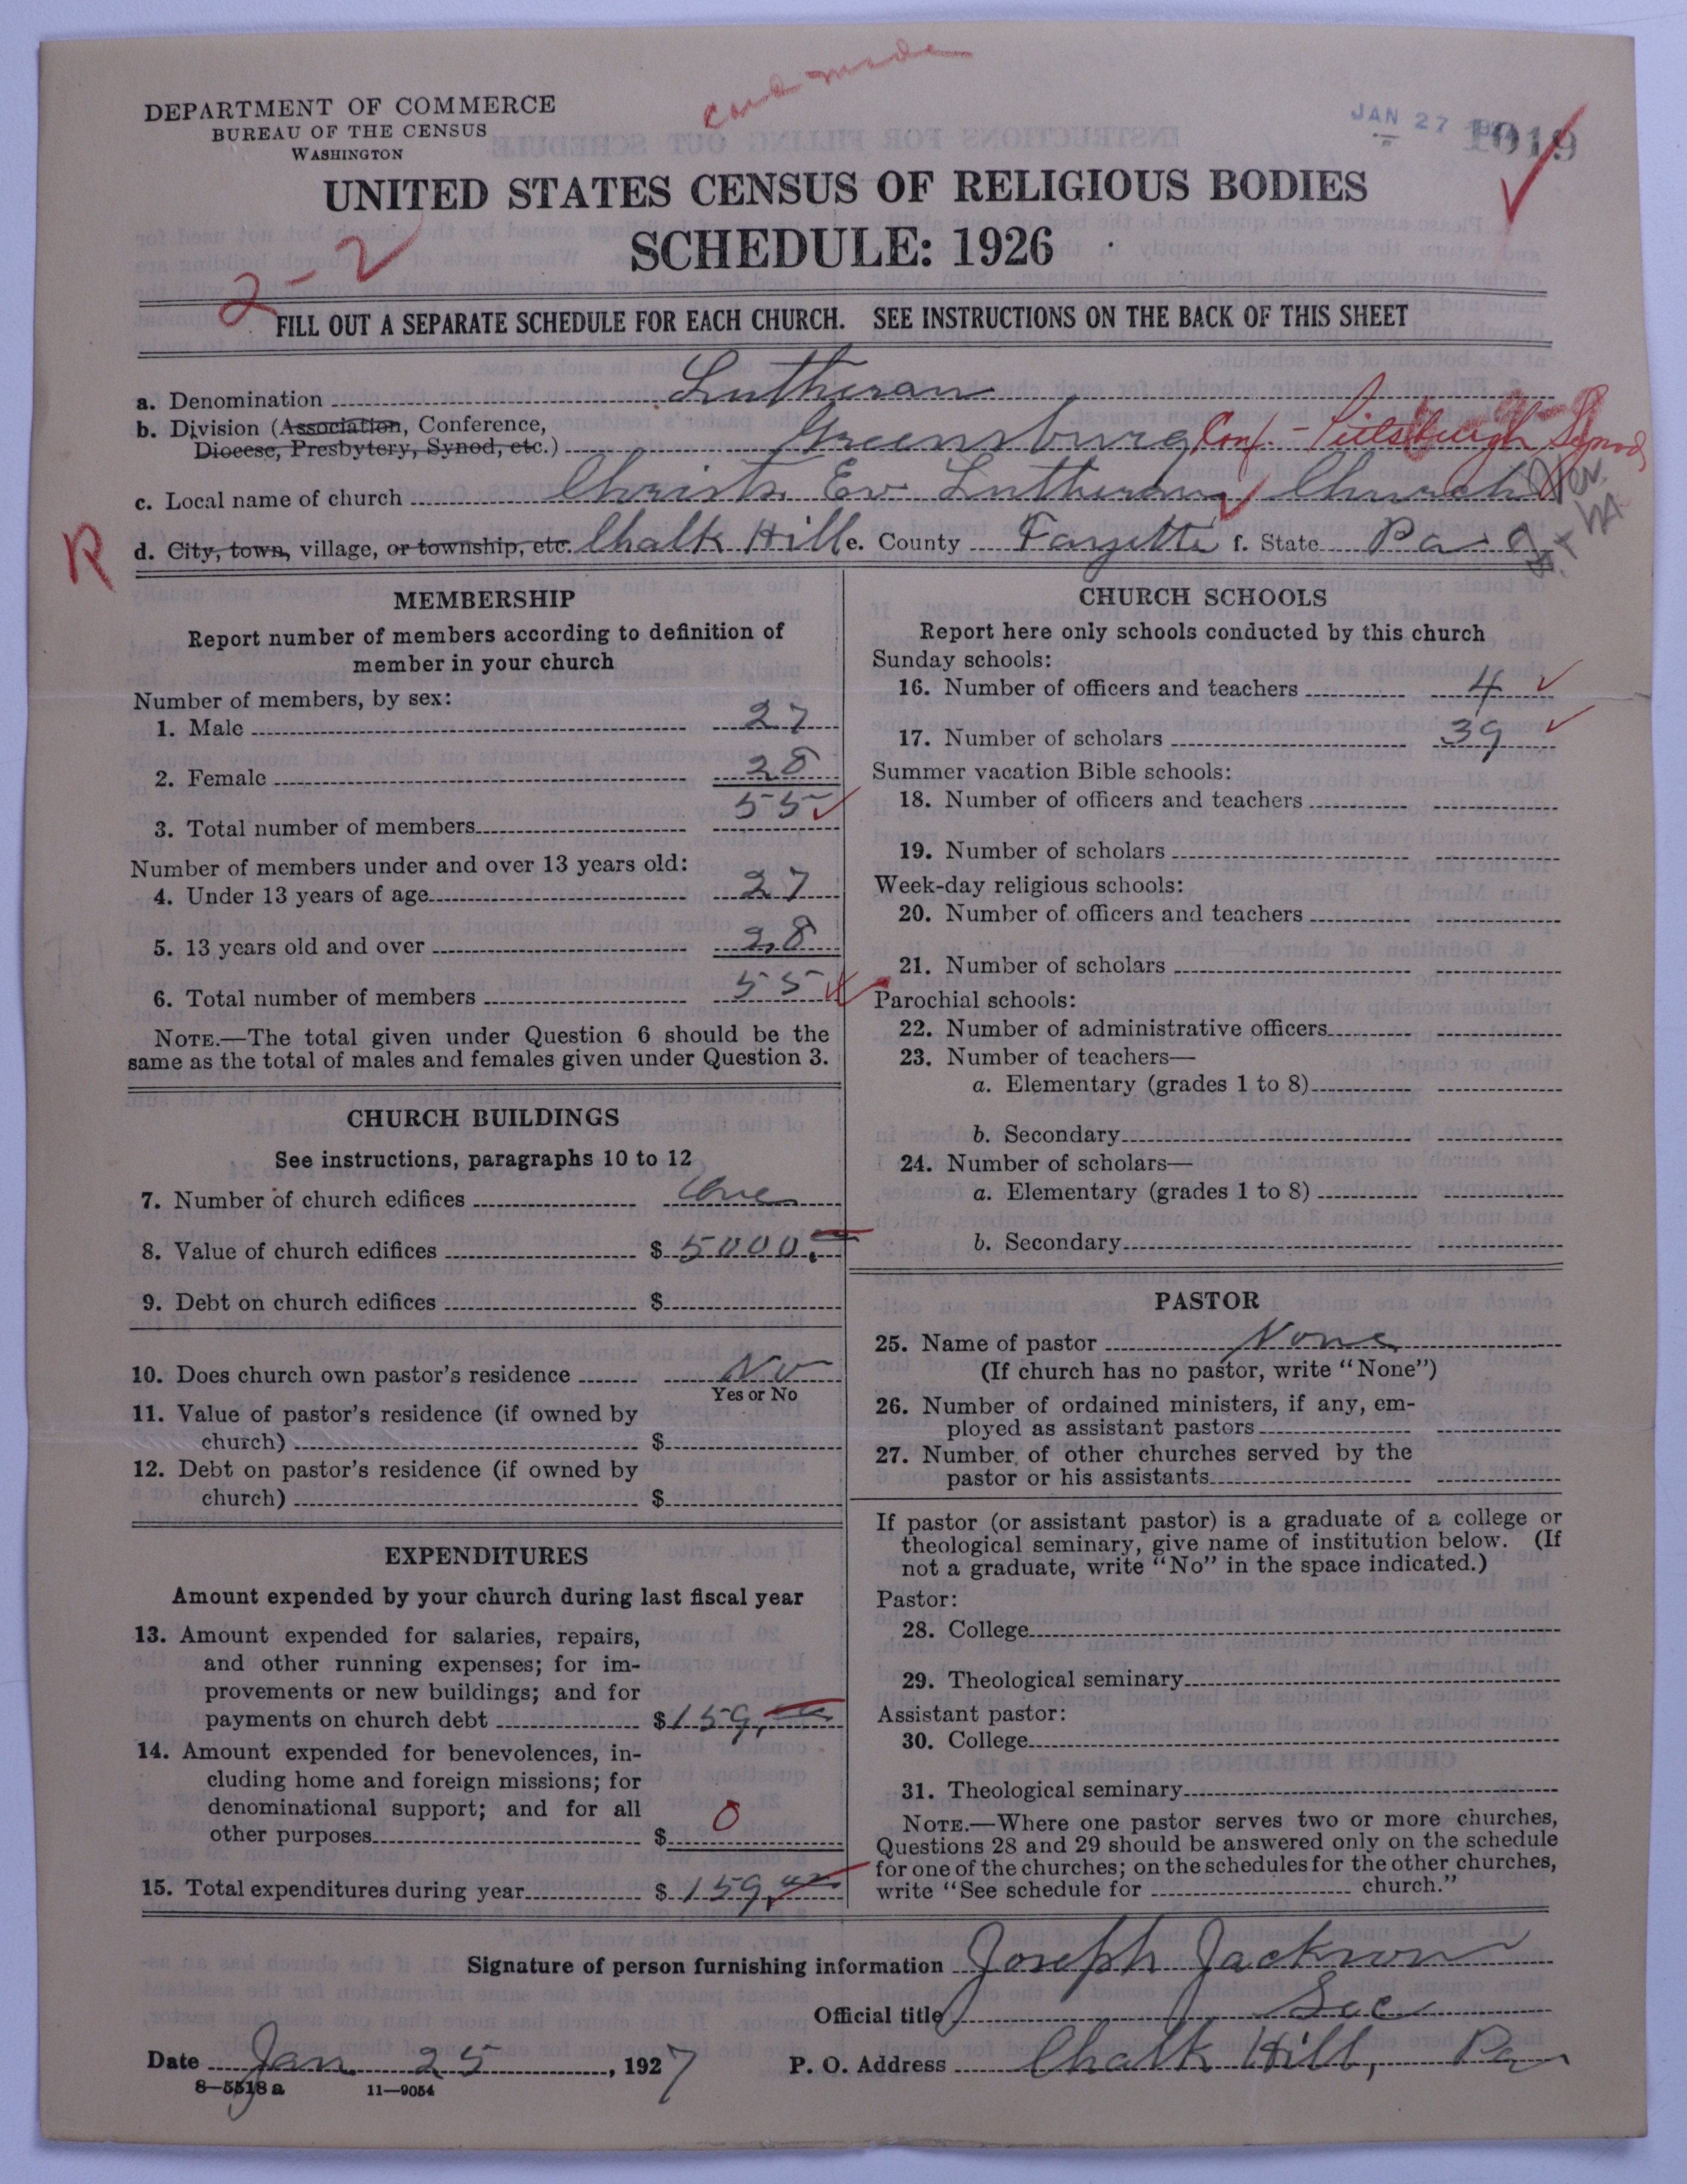 card made
DEPARTMENT OF COMMERCE
BUREAU OF THE CENSUS
WASHINGTON
JAN 27
1019
UNITED STATES CENSUS OF RELIGIOUS BODIES
SCHEDULE: 1926
2-2
FILL OUT A SEPARATE SCHEDULE FOR EACH CHURCH. SEE INSTRUCTIONS ON THE BACK OF THIS SHEET
a. Denomination Lutheran
b. Division (Association, Conference,
Diocese, Presbytery, Synod, etc.) Greensburg Conf. - Pittsburgh Synod
c. Local name of church Christs Ev Lutheran Church
R
d. City, town, village, or township, etc. Chalk Hill e. County Fayette f. State Pa
MEMBERSHIP
Report number of members according to definition of
member in your church
Number of members, by sex:
1. Male 27
2. Female 28
3. Total number of members 55
Number of members under and over 13 years old:
4. Under 13 years of age 27
5. 13 years old and over 28
6. Total number of members 55
NOTE.—The total given under Question 6 should be the
same as the total of males and females given under Question 3.
CHURCH BUILDINGS
See instructions, paragraphs 10 to 12
7. Number of church edifices One
8. Value of church edifices $ 5000.
9. Debt on church edifices $
10. Does church own pastor's residence No
Yes or No
11. Value of pastor's residence (if owned by
church) $
12. Debt on pastor's residence (if owned by
church) $
EXPENDITURES
Amount expended by your church during last fiscal year
13. Amount expended for salaries, repairs,
and other running expenses; for im-
provements or new buildings; and for
payments on church debt $ 159.
14. Amount expended for benevolences, in-
cluding home and foreign missions; for
denominational support; and for all
other purposes $ 0
15. Total expenditures during year $ 159.
CHURCH SCHOOLS
Report here only schools conducted by this church
Sunday schools:
16. Number of officers and teachers 4
17. Number of scholars 39
Summer vacation Bible schools:
18. Number of officers and teachers
19. Number of scholars
Week-day religious schools:
20. Number of officers and teachers
21. Number of scholars
Parochial schools:
22. Number of administrative officers
23. Number of teachers—
a. Elementary (grades 1 to 8)
b. Secondary
24. Number of scholars—
a. Elementary (grades 1 to 8)
b. Secondary
PASTOR
25. Name of pastor None
(If church has no pastor, write "None")
26. Number of ordained ministers, if any, em-
ployed as assistant pastors
27. Number of other churches served by the
pastor or his assistants
If pastor (or assistant pastor) is a graduate of a college or
theological seminary, give name of institution below. (If
not a graduate, write "No" in the space indicated.)
Pastor:
28. College
29. Theological seminary
Assistant pastor:
30. College
31. Theological seminary
NOTE.—Where one pastor serves two or more churches,
Questions 28 and 29 should be answered only on the schedule
for one of the churches; on the schedules for the other churches,
write "See schedule for church."
Signature of person furnishing information Joseph Jackson
Official title Sec
Date Jan 25, 1927 P. O. Address Chalk Hill, Pa
8—5518 a 11—9054